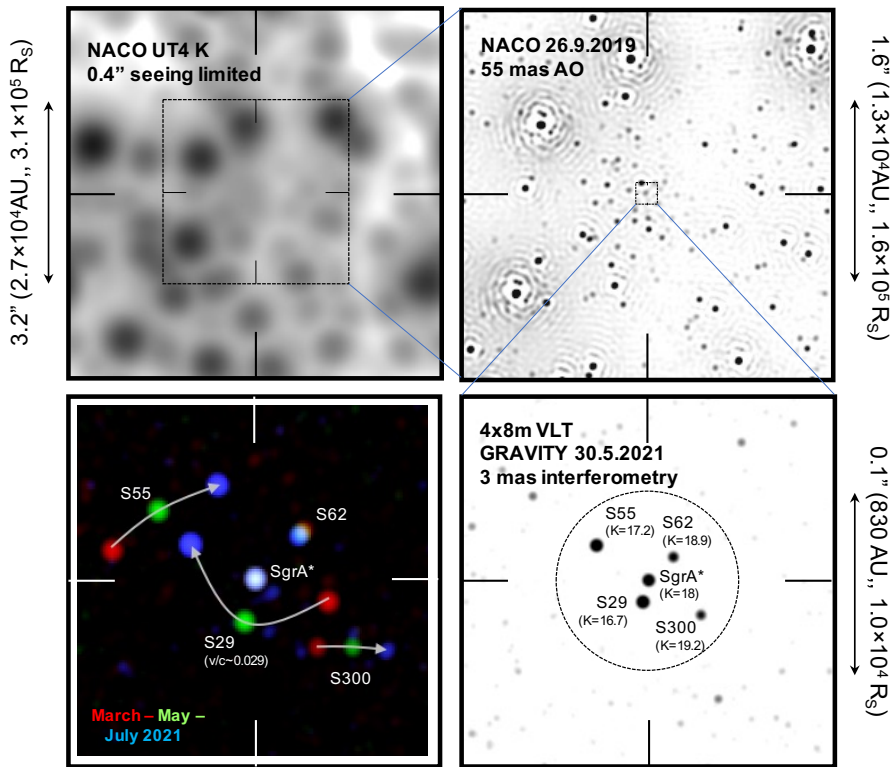 NACO UT4 K
0.4” seeing limited
3.2” (2.7×10⁴AU,, 3.1×10⁵ R_S)
NACO 26.9.2019
55 mas AO
1.6” (1.3×10⁴AU,, 1.6×10⁵ R_S)
S55
S62
SgrA*
S29
(v/c~0.029)
S300
March – May –
July 2021
4x8m VLT
GRAVITY 30.5.2021
3 mas interferometry
S55
(K=17.2)
S62
(K=18.9)
SgrA*
(K=18)
S29
(K=16.7)
S300
(K=19.2)
0.1” (830 AU,, 1.0×10⁴ R_S)